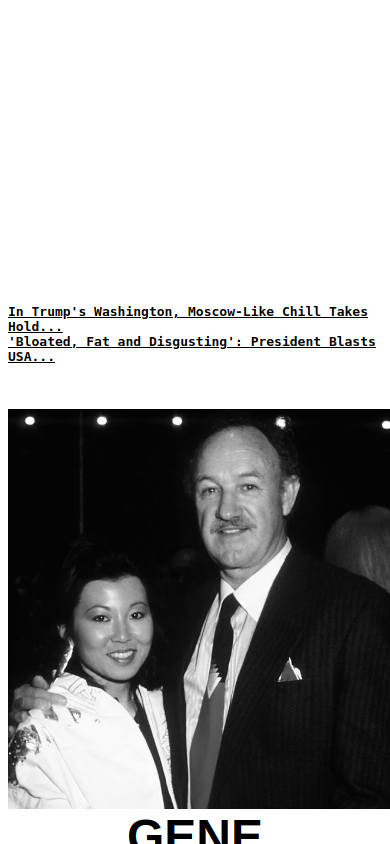 In Trump's Washington, Moscow-Like Chill Takes
Hold...
'Bloated, Fat and Disgusting': President Blasts
USA...
GENE